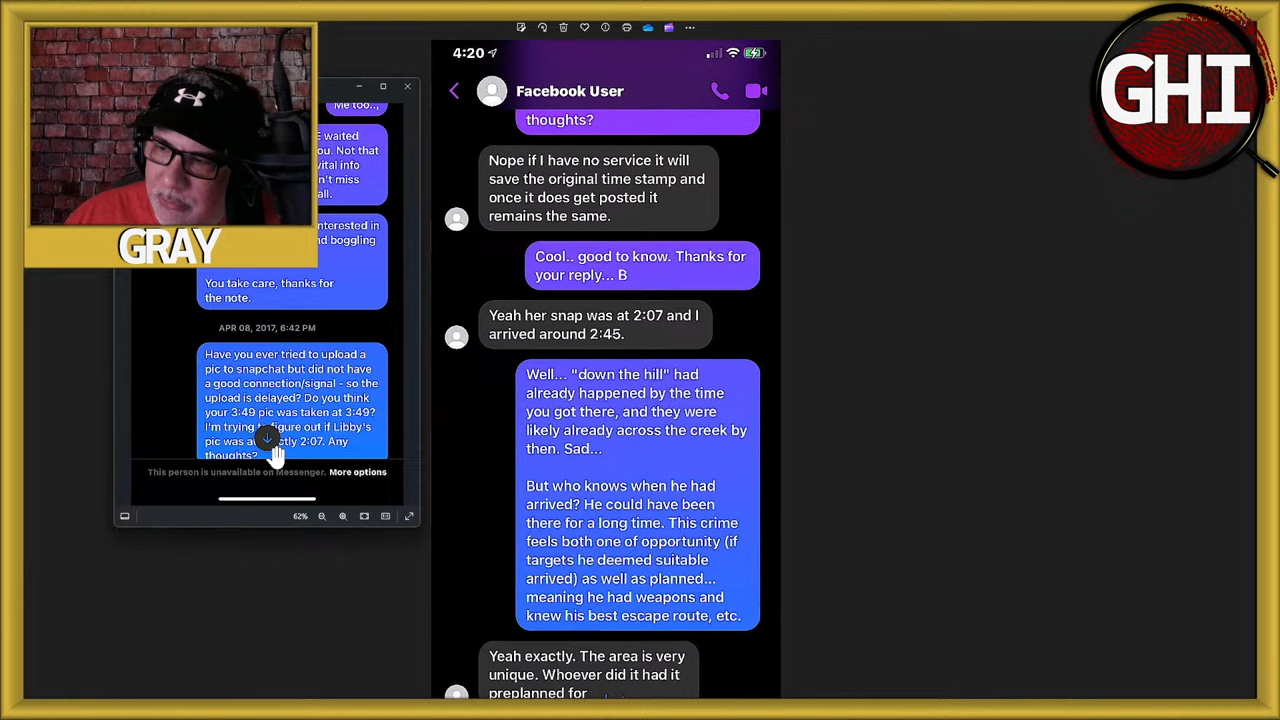 GHI
GRAY
Me too..,
E waited
ou. Not that
vital info
n't miss
all.
interested in
nd boggling
You take care, thanks for
the note.
APR 08, 2017, 6:42 PM
Have you ever tried to upload a
pic to snapchat but did not have
a good connection/signal - so the
upload is delayed? Do you think
your 3:49 pic was taken at 3:49?
I'm trying to figure out if Libby's
pic was at exactly 2:07. Any
thoughts?
This person is unavailable on Messenger. More options
62%
4:20
Facebook User
thoughts?
Nope if I have no service it will
save the original time stamp and
once it does get posted it
remains the same.
Cool.. good to know. Thanks for
your reply... B
Yeah her snap was at 2:07 and I
arrived around 2:45.
Well... "down the hill" had
already happened by the time
you got there, and they were
likely already across the creek by
then. Sad...
But who knows when he had
arrived? He could have been
there for a long time. This crime
feels both one of opportunity (if
targets he deemed suitable
arrived) as well as planned...
meaning he had weapons and
knew his best escape route, etc.
Yeah exactly. The area is very
unique. Whoever did it had it
preplanned for